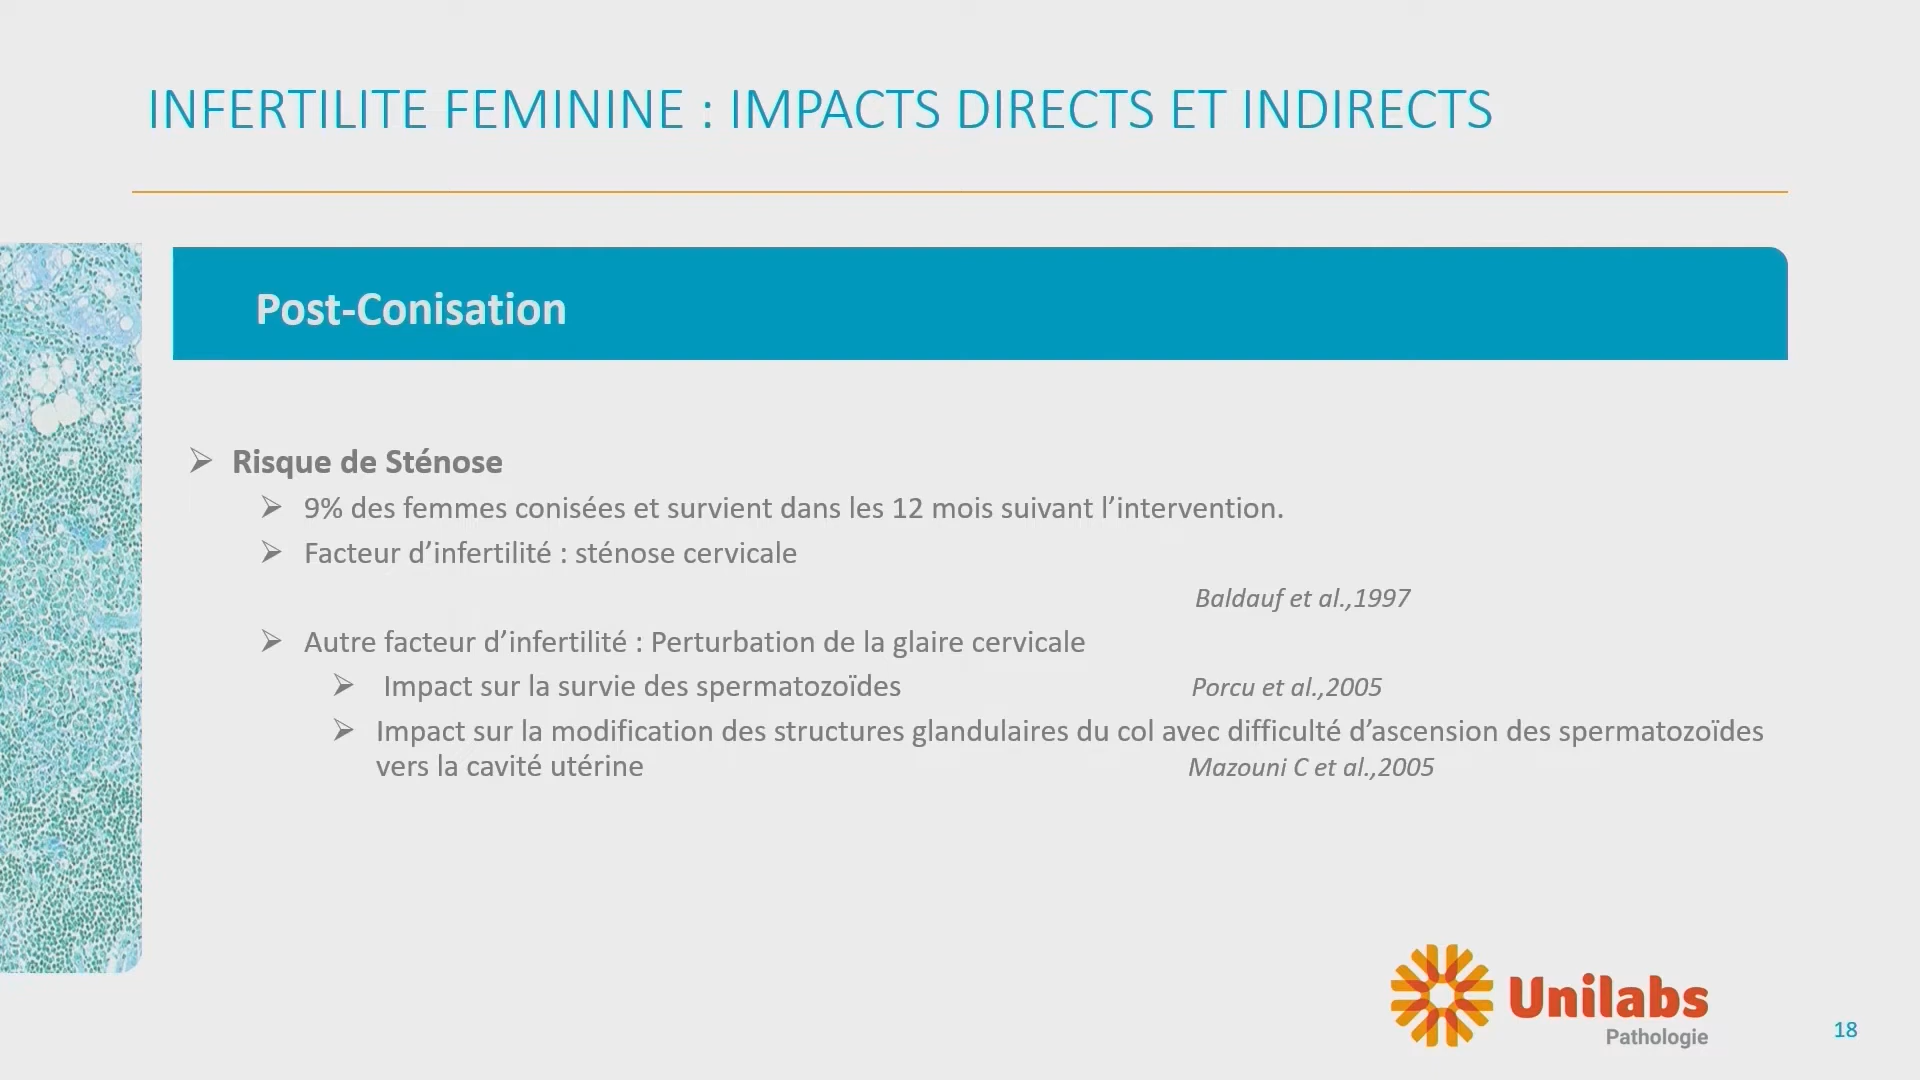 INFERTILITE FEMININE : IMPACTS DIRECTS ET INDIRECTS
Post-Conisation
Risque de Sténose
9% des femmes conisées et survient dans les 12 mois suivant l’intervention.
Facteur d’infertilité : sténose cervicale
Baldauf et al.,1997
Autre facteur d’infertilité : Perturbation de la glaire cervicale
Impact sur la survie des spermatozoïdes Porcu et al.,2005
Impact sur la modification des structures glandulaires du col avec difficulté d’ascension des spermatozoïdes
vers la cavité utérine Mazouni C et al.,2005
Unilabs
Pathologie
18